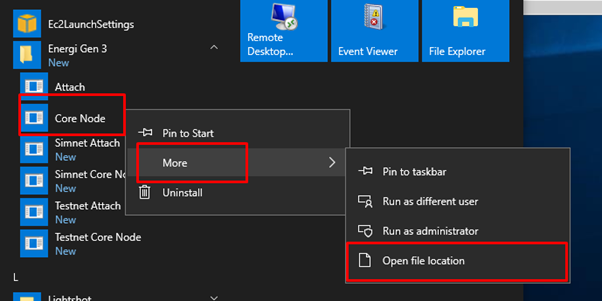 Ec2LaunchSettings
Energi Gen 3
New
Attach
Core Node
Simnet Attach
New
Simnet Core No
New
Testnet Attach
New
Testnet Core Node
New
L
Lightshot
Remote
Desktop...
Event Viewer
File Explorer
Pin to Start
More
Uninstall
Pin to taskbar
Run as different user
Run as administrator
Open file location